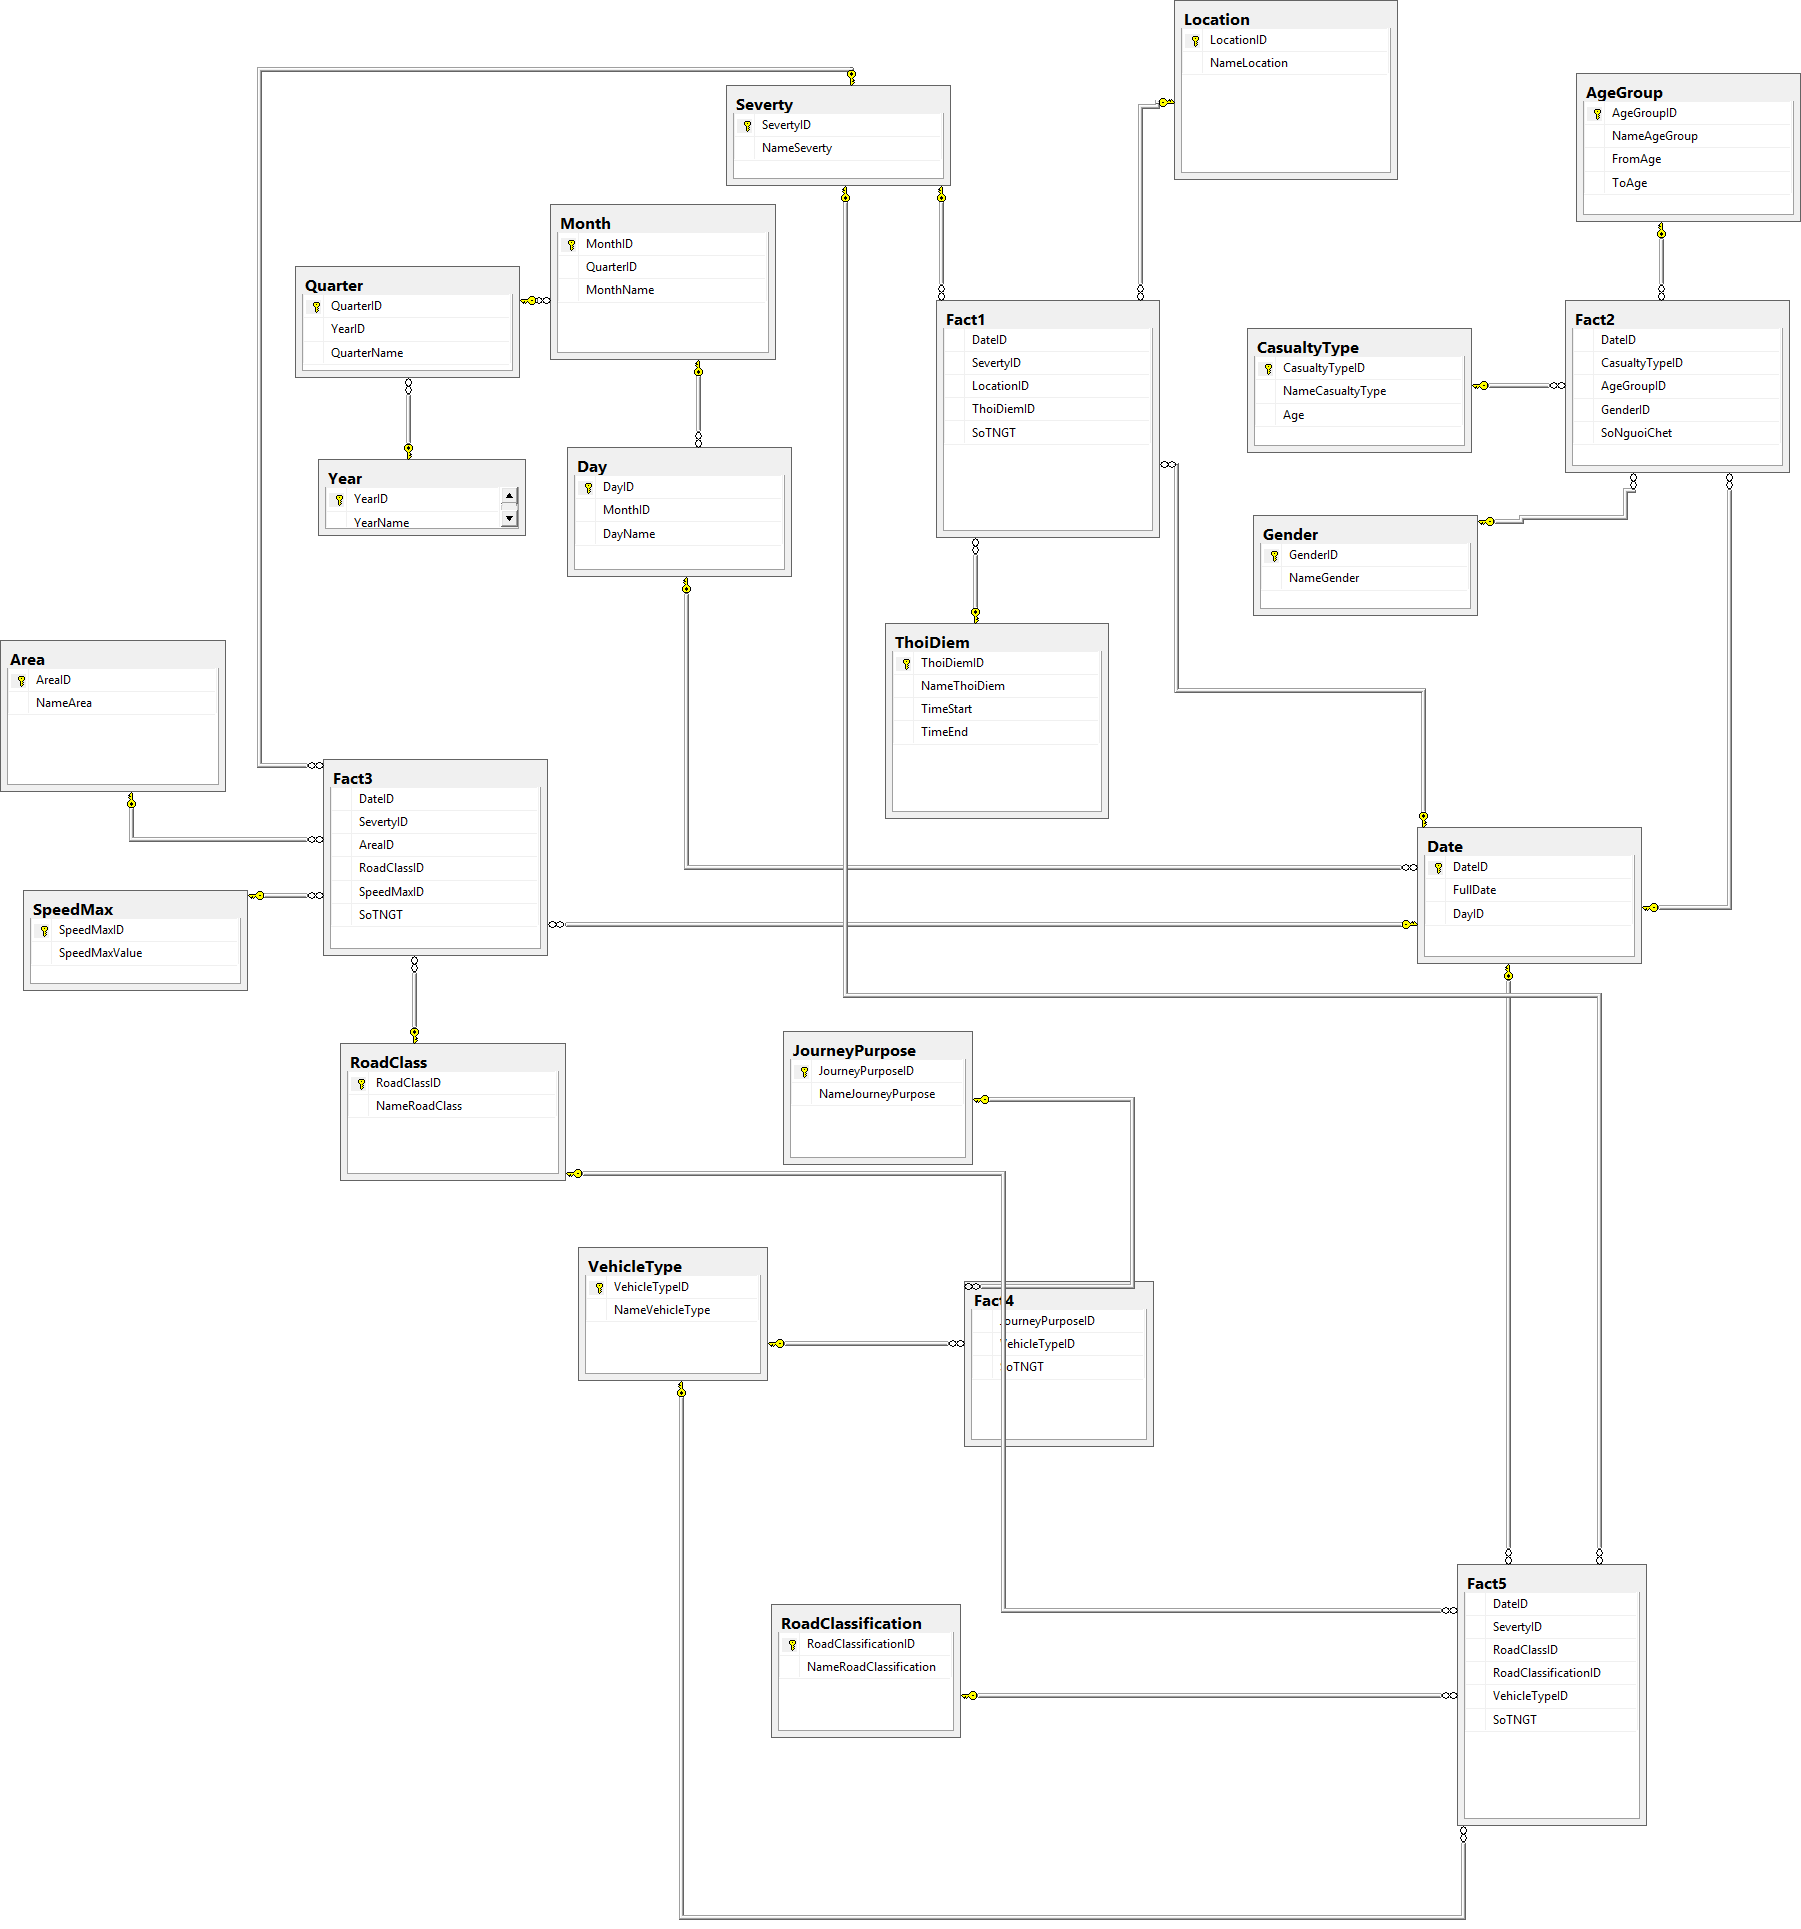 Location
LocationID
NameLocation
AgeGroup
AgeGroupID
NameAgeGroup
FromAge
ToAge
Severty
SevertyID
NameSeverty
Month
MonthID
QuarterID
MonthName
Quarter
QuarterID
YearID
QuarterName
Year
YearID
YearName
Day
DayID
MonthID
DayName
Fact1
DateID
SevertyID
LocationID
ThoiDiemID
SoTNGT
CasualtyType
CasualtyTypeID
NameCasualtyType
Age
Fact2
DateID
CasualtyTypeID
AgeGroupID
GenderID
SoNguoiChet
Gender
GenderID
NameGender
ThoiDiem
ThoiDiemID
NameThoiDiem
TimeStart
TimeEnd
Area
AreaID
NameArea
Fact3
DateID
SevertyID
AreaID
RoadClassID
SpeedMaxID
SoTNGT
SpeedMax
SpeedMaxID
SpeedMaxValue
Date
DateID
FullDate
DayID
RoadClass
RoadClassID
NameRoadClass
JourneyPurpose
JourneyPurposeID
NameJourneyPurpose
VehicleType
VehicleTypeID
NameVehicleType
Fact4
JourneyPurposeID
VehicleTypeID
SoTNGT
RoadClassification
RoadClassificationID
NameRoadClassification
Fact5
DateID
SevertyID
RoadClassID
RoadClassificationID
VehicleTypeID
SoTNGT